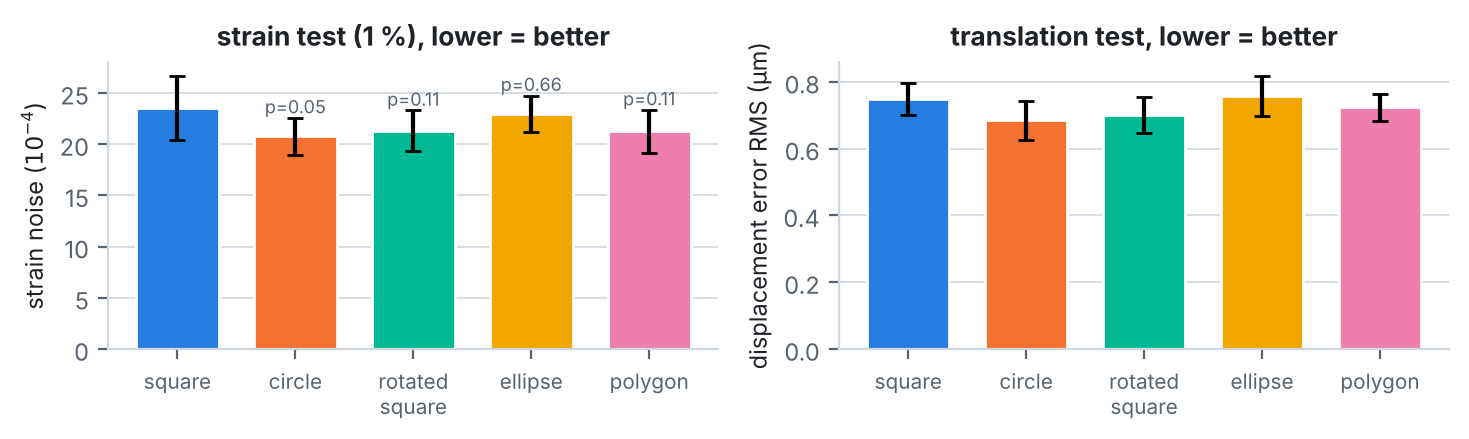 strain test (1 %), lower = better
strain noise (10⁻⁴)
25
20
15
10
5
0
p=0.05
p=0.11
p=0.66
p=0.11
square
circle
rotated
square
ellipse
polygon
translation test, lower = better
displacement error RMS (µm)
0.8
0.6
0.4
0.2
0.0
square
circle
rotated
square
ellipse
polygon